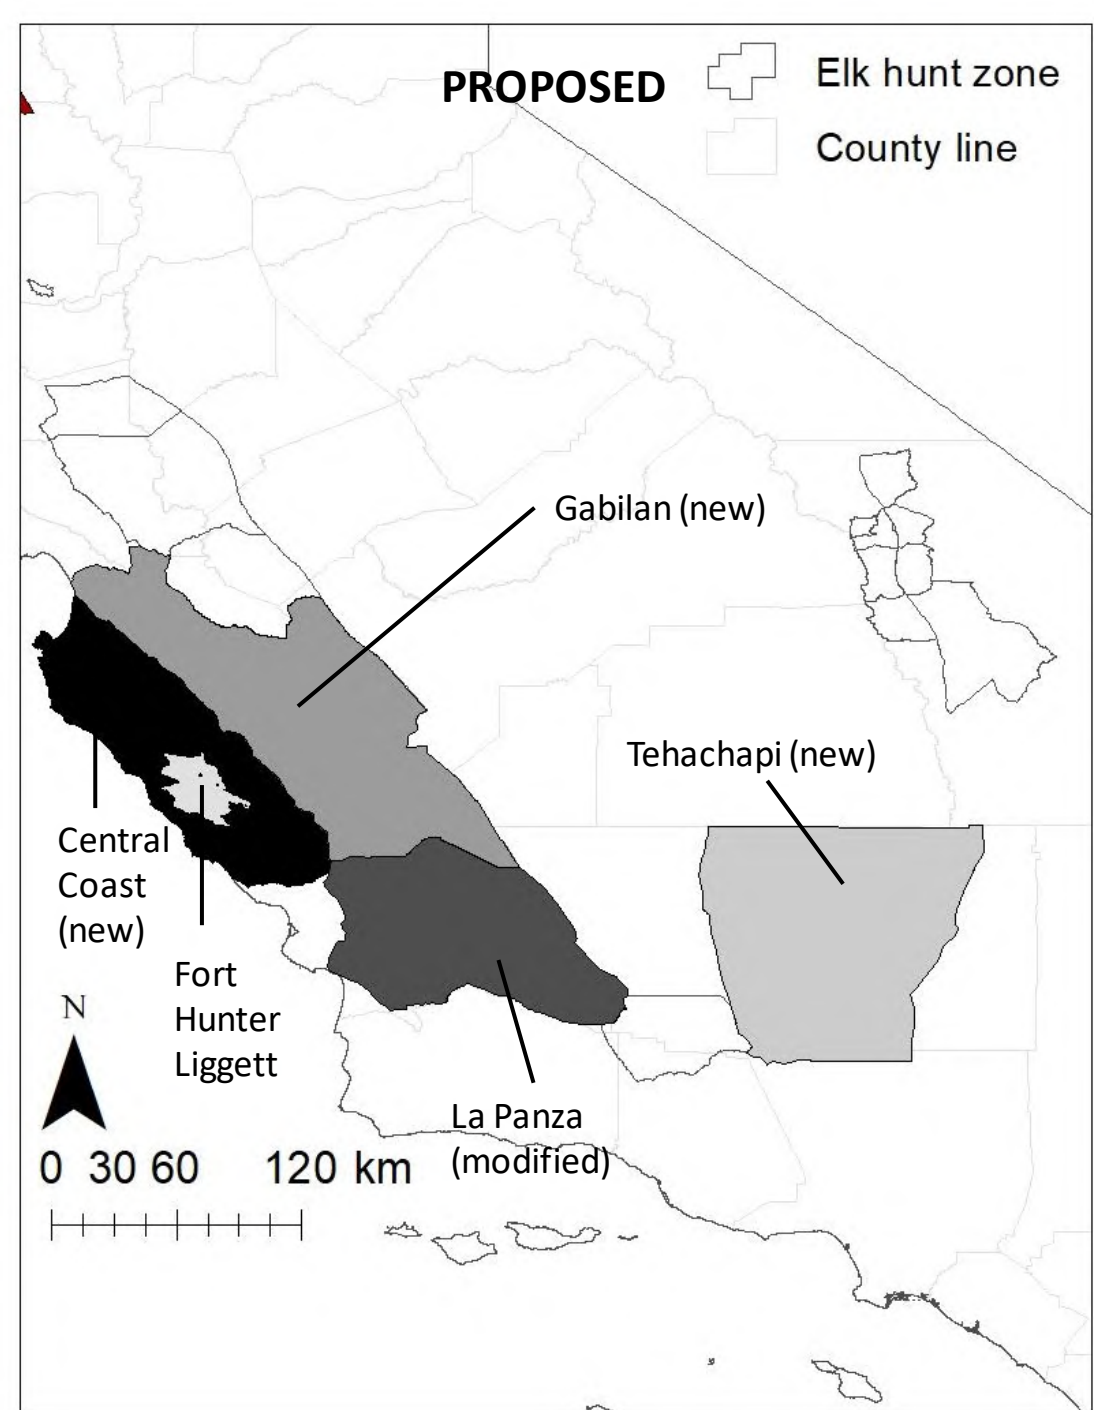 PROPOSED
Elk hunt zone
County line
Gabilan (new)
Tehachapi (new)
Central
Coast
(new)
Fort
Hunter
Liggett
N
La Panza
(modified)
0 30 60 120 km